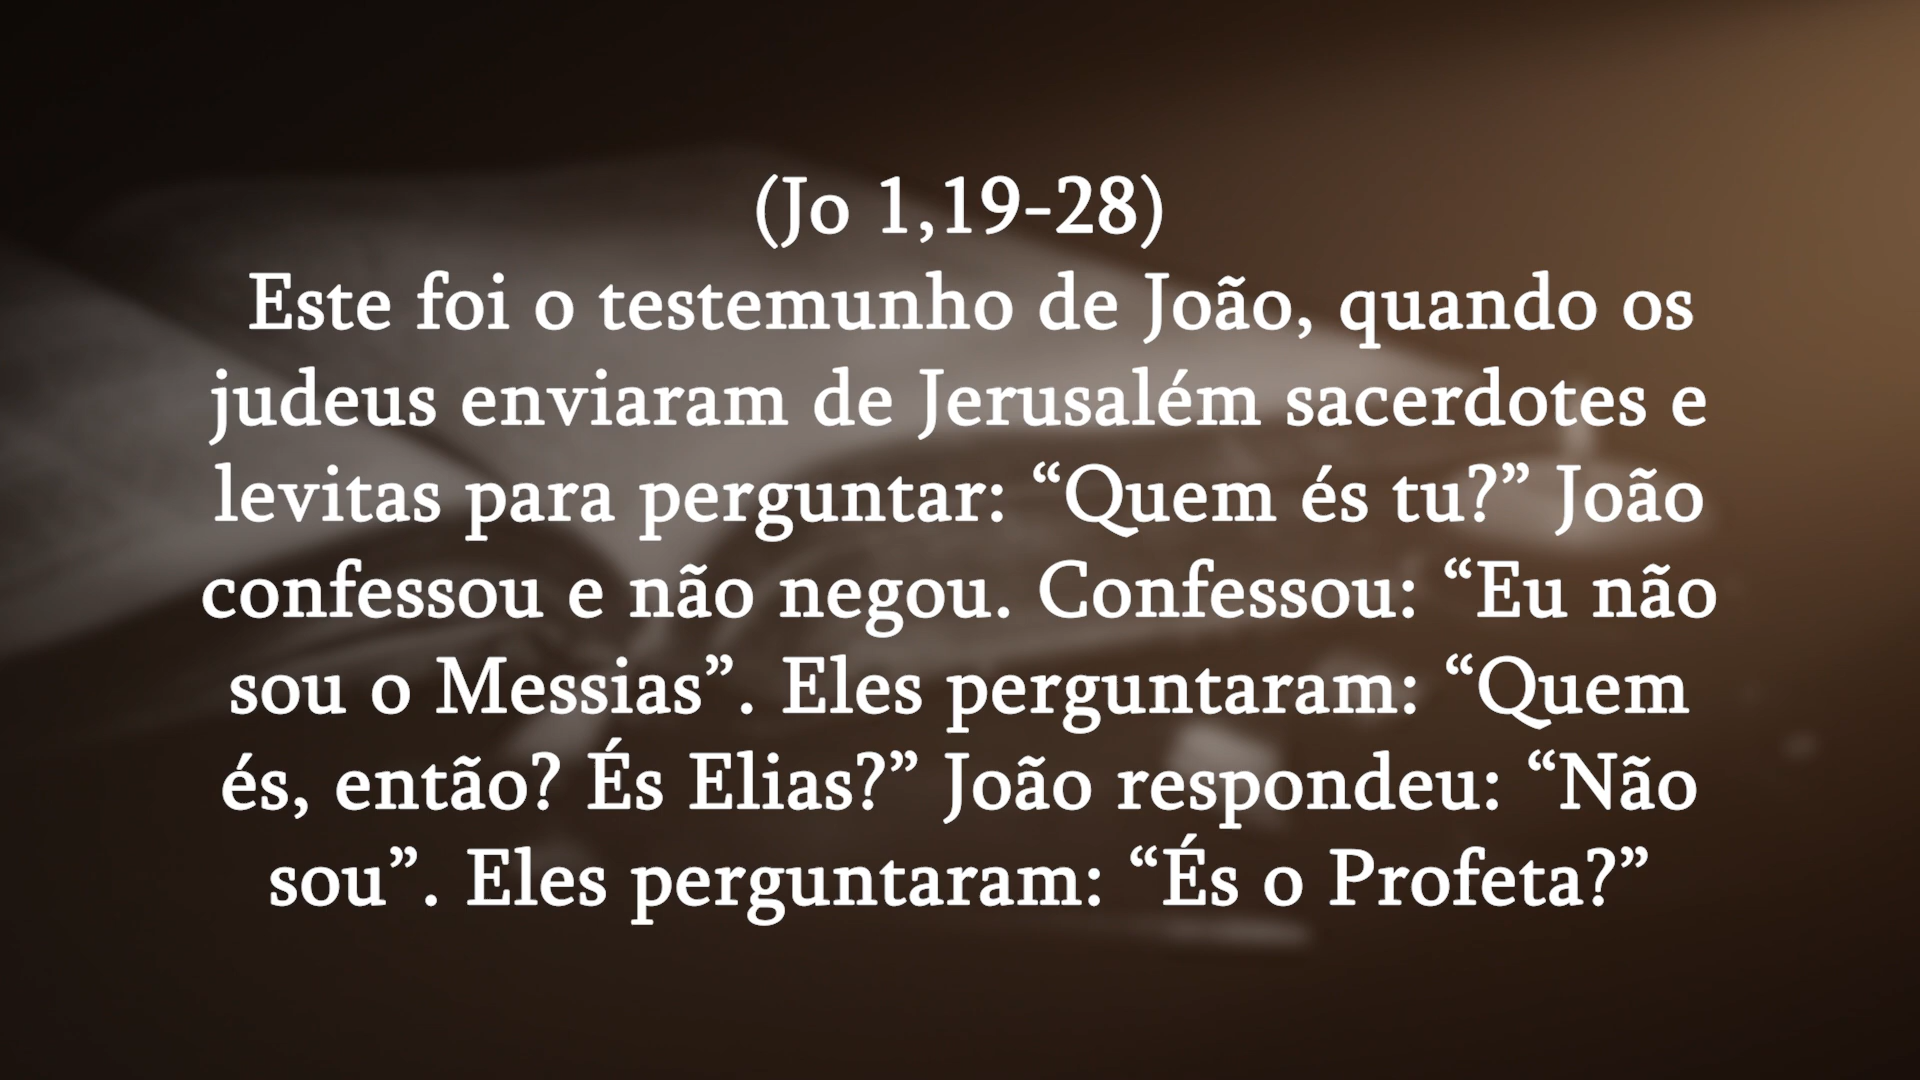 (Jo 1,19-28)
Este foi o testemunho de João, quando os
judeus enviaram de Jerusalém sacerdotes e
levitas para perguntar: “Quem és tu?” João
confessou e não negou. Confessou: “Eu não
sou o Messias”. Eles perguntaram: “Quem
és, então? És Elias?” João respondeu: “Não
sou”. Eles perguntaram: “És o Profeta?”